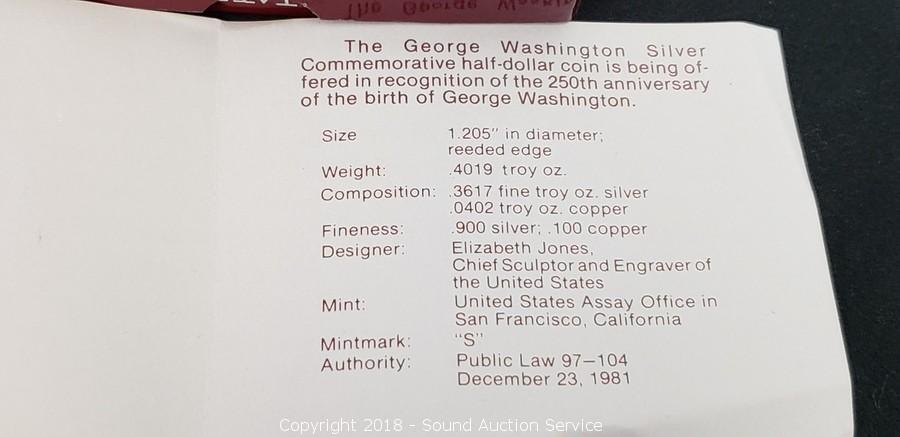 The George
The George Washington Silver
Commemorative half-dollar coin is being of-
fered in recognition of the 250th anniversary
of the birth of George Washington.
Size 1.205" in diameter;
reeded edge
Weight: .4019 troy oz.
Composition: .3617 fine troy oz. silver
.0402 troy oz. copper
Fineness: .900 silver; .100 copper
Designer: Elizabeth Jones,
Chief Sculptor and Engraver of
the United States
Mint: United States Assay Office in
San Francisco, California
Mintmark: "S"
Authority: Public Law 97–104
December 23, 1981
Copyright 2018 - Sound Auction Service